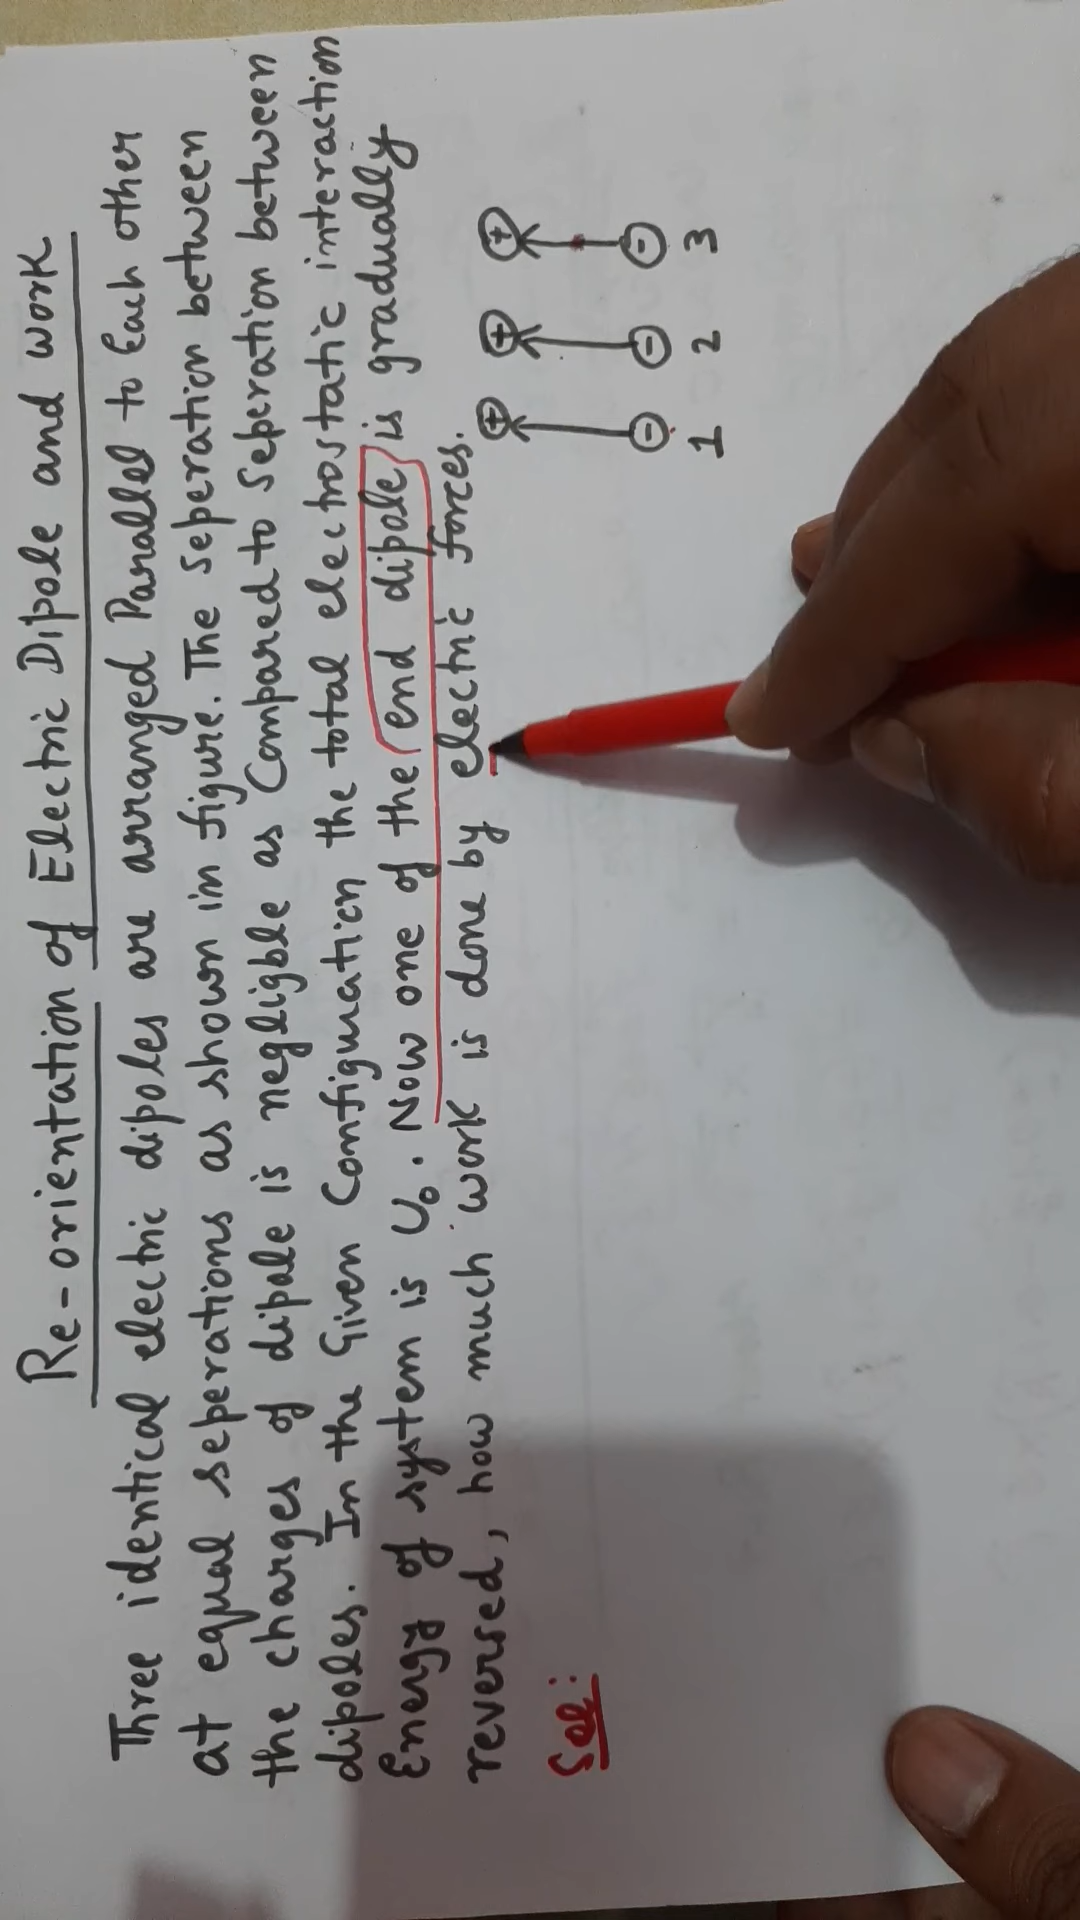 Re-orientation of Electric Dipole and work
Three identical electric dipoles are arranged Parallel to Each other
at equal seperations as shown in figure. The seperation between
the charges of dipole is negligble as Compared to seperation between
dipoles. In the Given Configuration the total electrostatic interaction
Energy of system is U₀. Now one of the end dipole is gradually
reversed, how much work is done by electric forces.
Sol:
+ + +
- - -
1 2 3